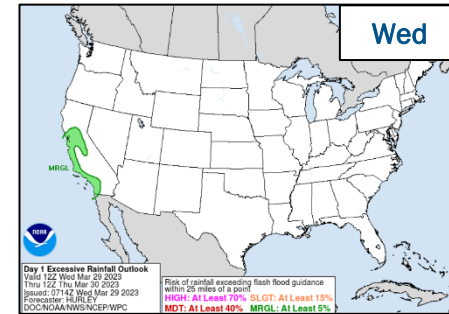 Wed
MRGL
NOAA
Day 1 Excessive Rainfall Outlook
Valid 12Z Wed Mar 29 2023
Thru 12Z Thu Mar 30 2023
Issued: 0714Z Wed Mar 29 2023
Forecaster: HURLEY
DOC/NOAA/NWS/NCEP/WPC
Risk of rainfall exceeding flash flood guidance
within 25 miles of a point
HIGH: At Least 70% SLGT: At Least 15%
MDT: At Least 40% MRGL: At Least 5%